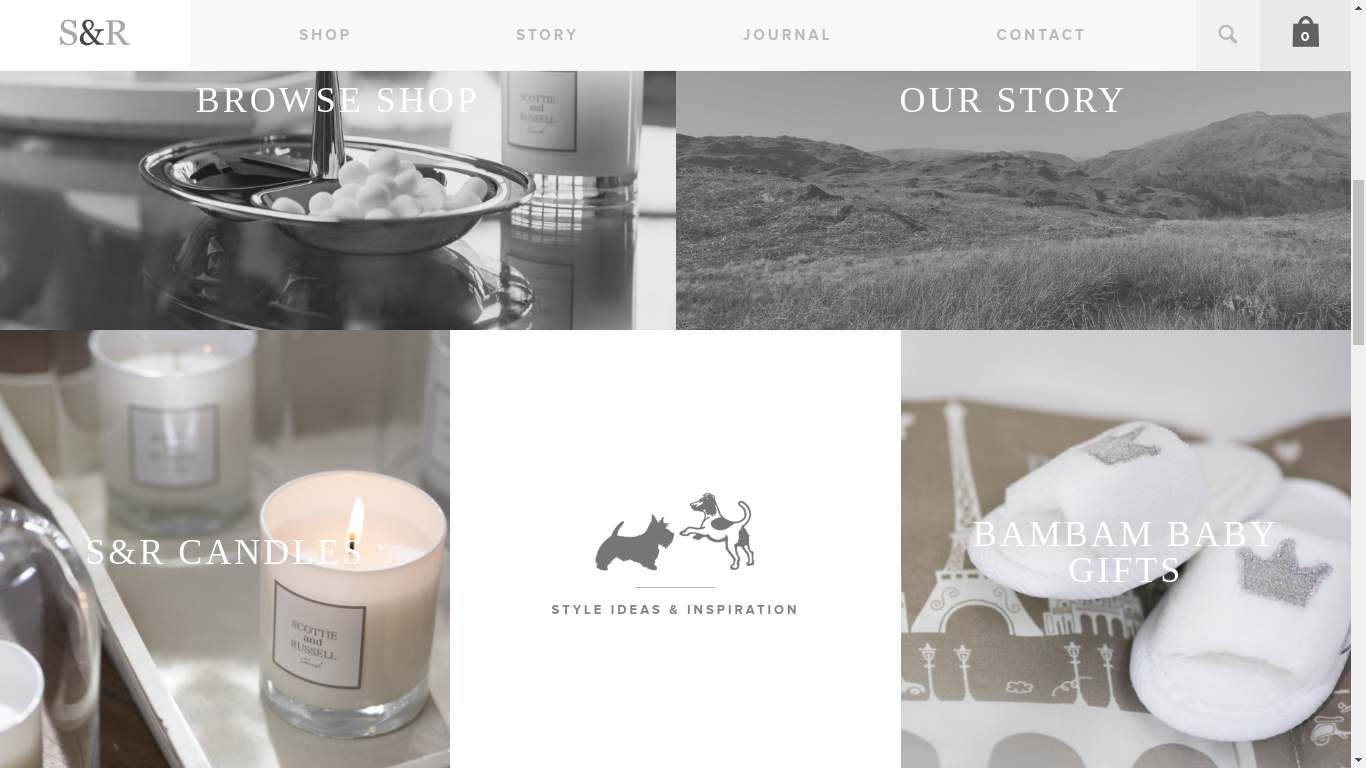 S&R
SHOP
STORY
JOURNAL
CONTACT
0
BROWSE SHOP
OUR STORY
SCOTTIE
and
RUSSELL
S&R CANDLES
SCOTTIE
and
RUSSELL
STYLE IDEAS & INSPIRATION
BAMBAM BABY
GIFTS